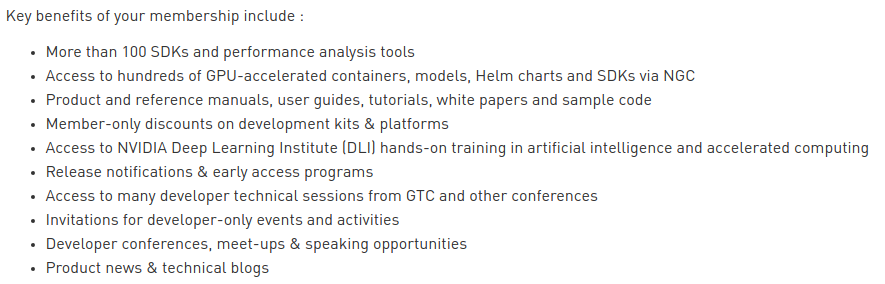 Key benefits of your membership include :
• More than 100 SDKs and performance analysis tools
• Access to hundreds of GPU-accelerated containers, models, Helm charts and SDKs via NGC
• Product and reference manuals, user guides, tutorials, white papers and sample code
• Member-only discounts on development kits & platforms
• Access to NVIDIA Deep Learning Institute (DLI) hands-on training in artificial intelligence and accelerated computing
• Release notifications & early access programs
• Access to many developer technical sessions from GTC and other conferences
• Invitations for developer-only events and activities
• Developer conferences, meet-ups & speaking opportunities
• Product news & technical blogs